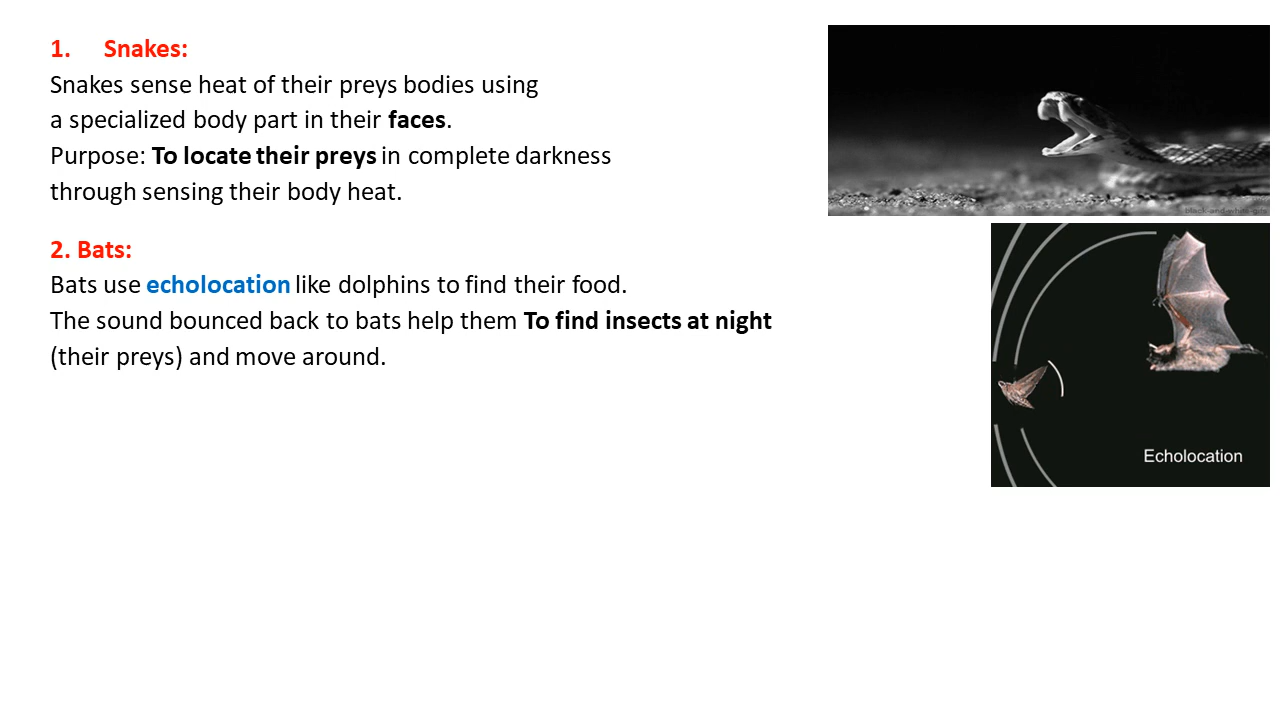 1. Snakes:
Snakes sense heat of their preys bodies using
a specialized body part in their faces.
Purpose: To locate their preys in complete darkness
through sensing their body heat.
2. Bats:
Bats use echolocation like dolphins to find their food.
The sound bounced back to bats help them To find insects at night
(their preys) and move around.
Echolocation